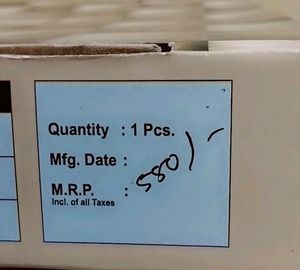 Quantity : 1 Pcs.
Mfg. Date :
M.R.P. : 580/-
Incl. of all Taxes